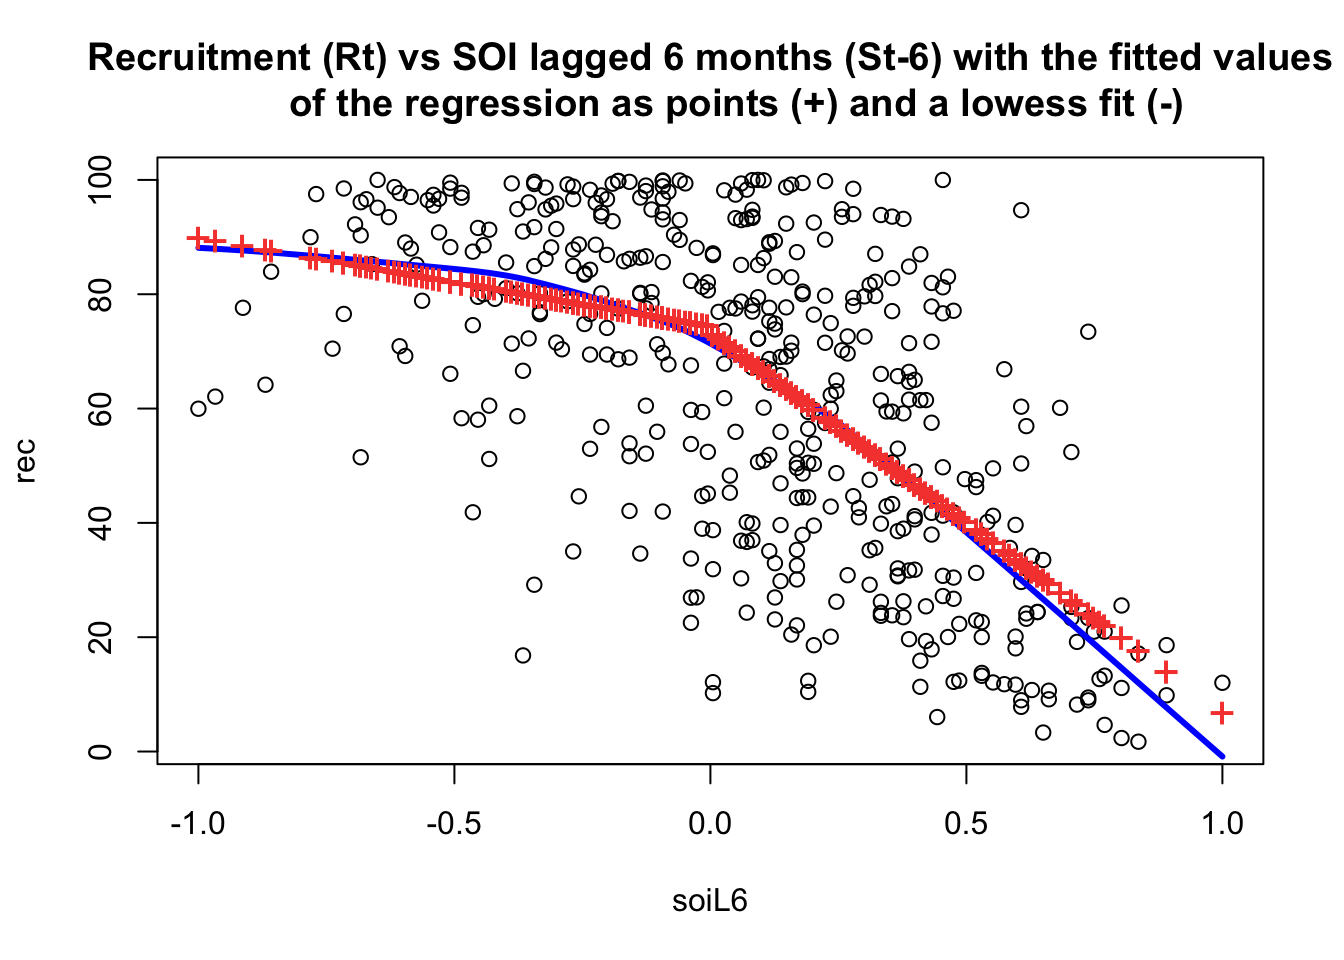 Recruitment (Rt) vs SOI lagged 6 months (St-6) with the fitted values
of the regression as points (+) and a lowess fit (-)
100
80
60
40
20
0
rec
-1.0 -0.5 0.0 0.5 1.0
soiL6